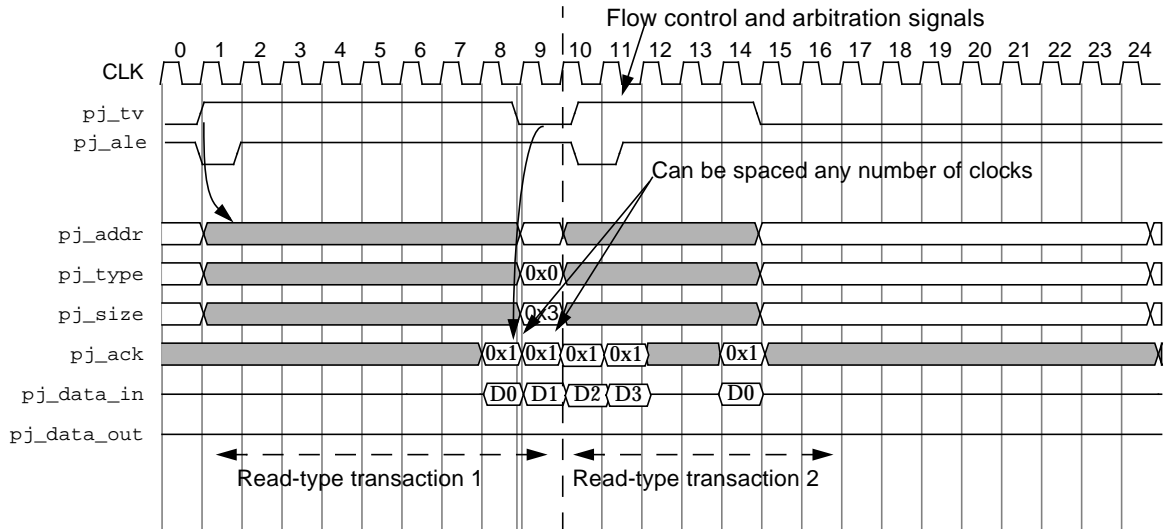 Flow control and arbitration signals
0 1 2 3 4 5 6 7 8 9 10 11 12 13 14 15 16 17 18 19 20 21 22 23 24
CLK
pj_tv
pj_ale
Can be spaced any number of clocks
pj_addr
pj_type 0x0
pj_size 0x3
pj_ack 0x1 0x1 0x1 0x1 0x1
pj_data_in D0 D1 D2 D3 D0
pj_data_out
Read-type transaction 1 Read-type transaction 2